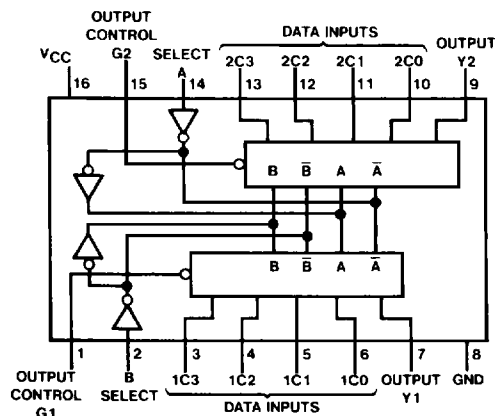 OUTPUT
CONTROL
G2
SELECT
A
DATA INPUTS
OUTPUT
Y2
VCC
2C3
2C2
2C1
2C0
16
15
14
13
12
11
10
9
B B̅ A A̅
B B̅ A A̅
1
2
3
4
5
6
7
8
OUTPUT
CONTROL
G1
B
SELECT
1C3
1C2
1C1
1C0
DATA INPUTS
OUTPUT
Y1
GND